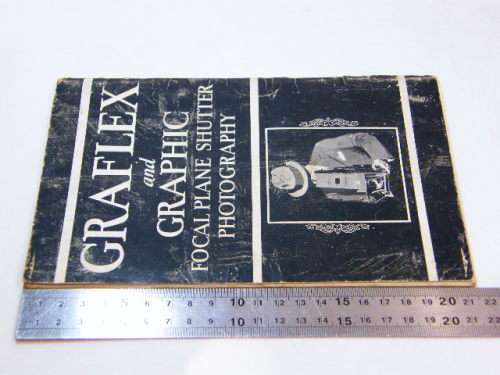 GRAFLEX
and
GRAPHIC
FOCAL PLANE SHUTTER
PHOTOGRAPHY
1 2 3 4 5 6 7 8 9 10 11 12 13 14 15 16 17 18 19 20 21 22
1 2 3 4 5 6 7 8 9 10 11 12 13 14 15 16 17 18 19 20 21 22